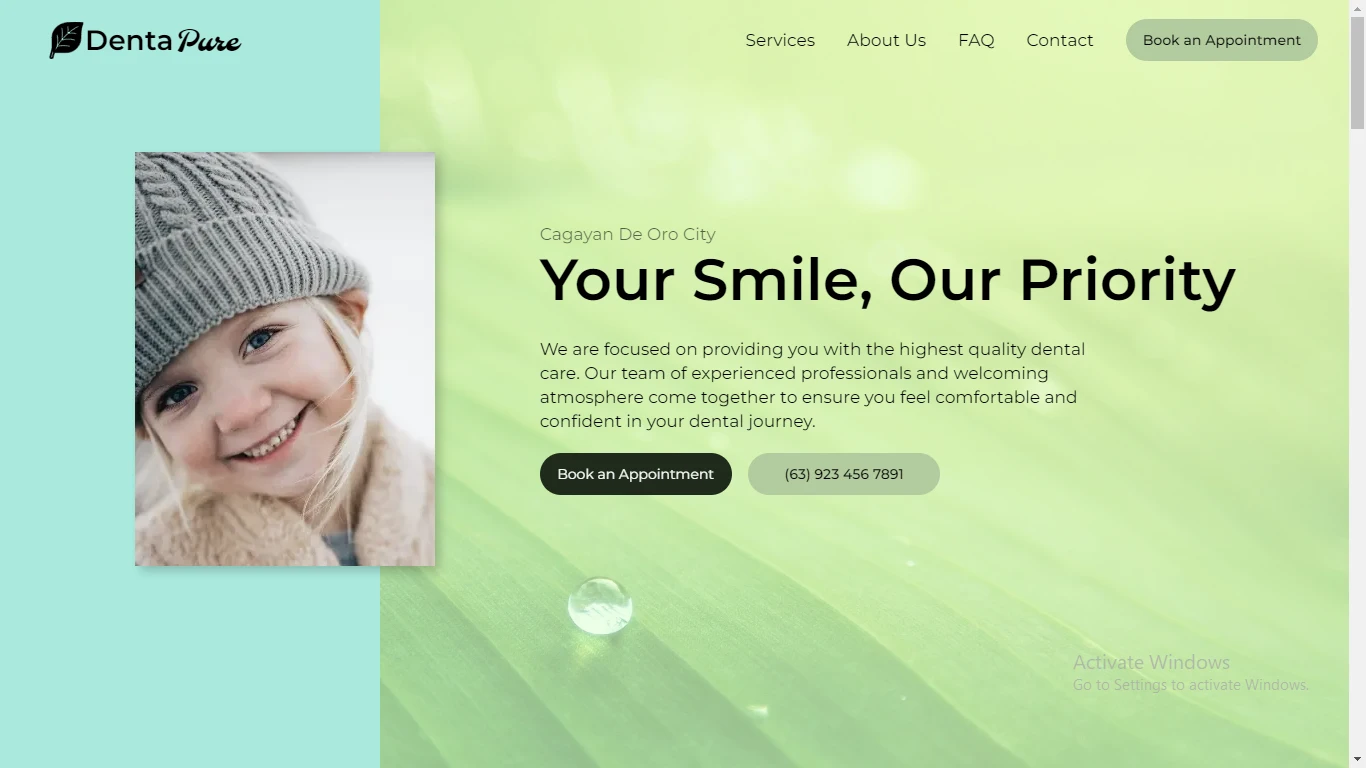 Denta Pure
Services
About Us
FAQ
Contact
Book an Appointment
Cagayan De Oro City
Your Smile, Our Priority
We are focused on providing you with the highest quality dental
care. Our team of experienced professionals and welcoming
atmosphere come together to ensure you feel comfortable and
confident in your dental journey.
Book an Appointment
(63) 923 456 7891
Activate Windows
Go to Settings to activate Windows.